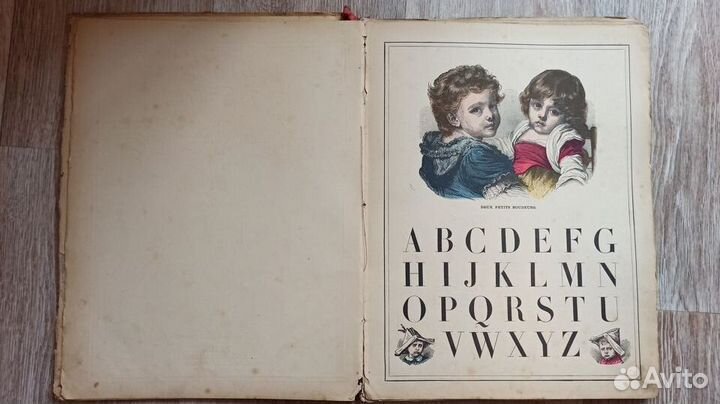 DEUX PETITS BOUDEURS.
A B C D E F G
H I J K L M N
O P Q R S T U
V W X Y Z
Avito